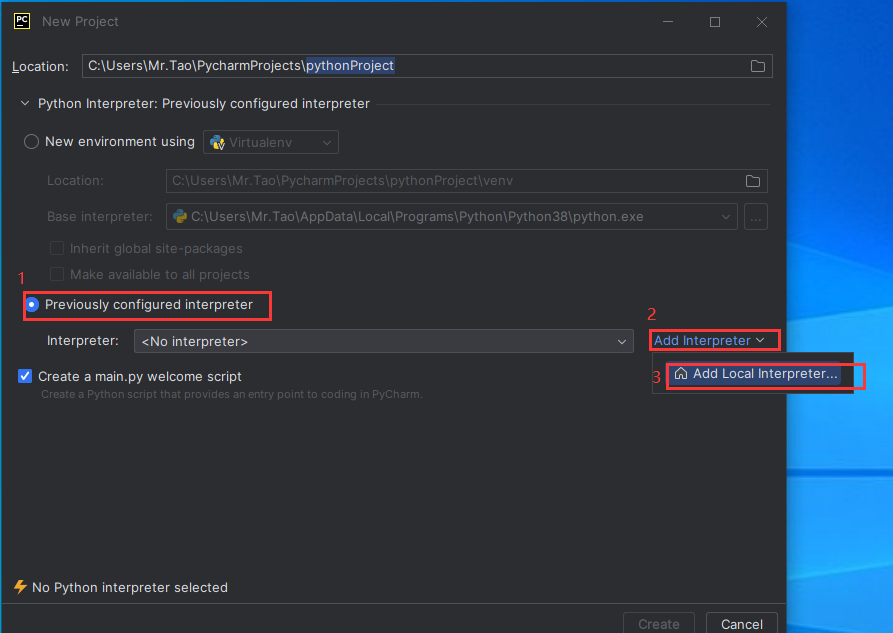 PC New Project
Location: C:\Users\Mr.Tao\PycharmProjects\pythonProject
Python Interpreter: Previously configured interpreter
New environment using Virtualenv
Location: C:\Users\Mr.Tao\PycharmProjects\pythonProject\venv
Base interpreter: C:\Users\Mr.Tao\AppData\Local\Programs\Python\Python38\python.exe ...
Inherit global site-packages
Make available to all projects
1
Previously configured interpreter
2
Interpreter: <No interpreter> Add Interpreter
3 Add Local Interpreter...
Create a main.py welcome script
Create a Python script that provides an entry point to coding in PyCharm.
No Python interpreter selected
Create Cancel